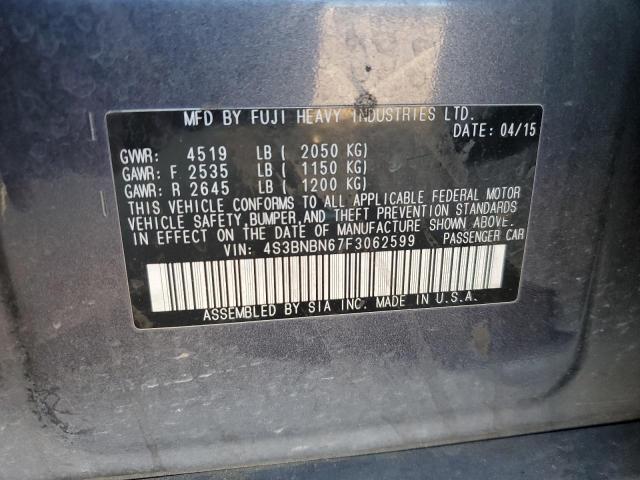 MFD BY FUJI HEAVY INDUSTRIES LTD.
DATE: 04/15
GVWR: 4519 LB ( 2050 KG)
GAWR: F 2535 LB ( 1150 KG)
GAWR: R 2645 LB ( 1200 KG)
THIS VEHICLE CONFORMS TO ALL APPLICABLE FEDERAL MOTOR
VEHICLE SAFETY, BUMPER, AND THEFT PREVENTION STANDARDS
IN EFFECT ON THE DATE OF MANUFACTURE SHOWN ABOVE.
VIN: 4S3BNBN67F3062599 PASSENGER CAR
ASSEMBLED BY SIA INC. MADE IN U.S.A.